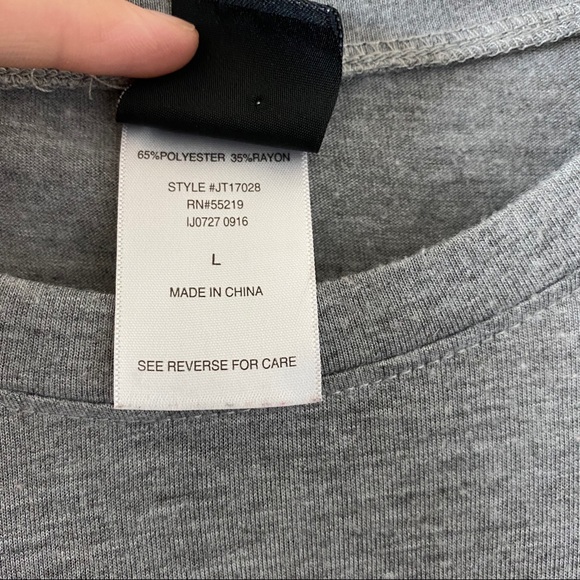 65%POLYESTER 35%RAYON
STYLE #JT17028
RN#55219
IJ0727 0916
L
MADE IN CHINA
SEE REVERSE FOR CARE